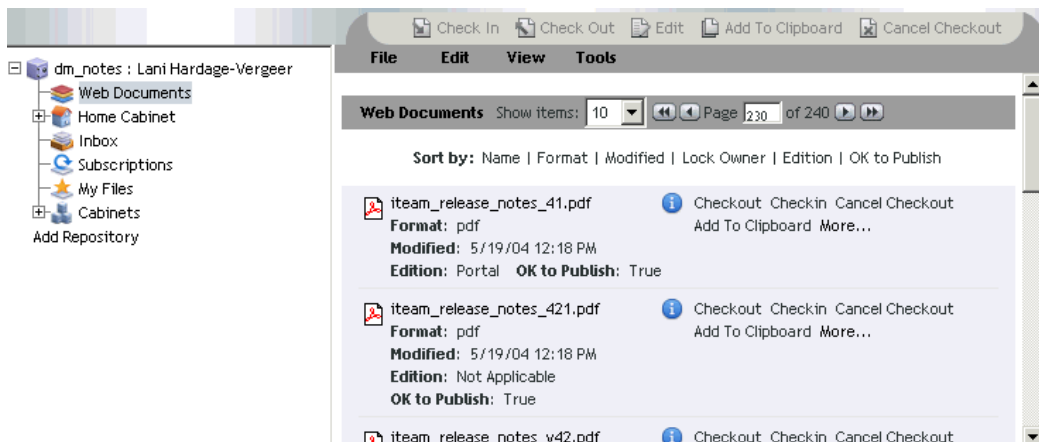 Check In Check Out Edit Add To Clipboard Cancel Checkout
File Edit View Tools
dm_notes : Lani Hardage-Vergeer
Web Documents
Home Cabinet
Inbox
Subscriptions
My Files
Cabinets
Add Repository
Web Documents Show items: 10 Page 230 of 240
Sort by: Name | Format | Modified | Lock Owner | Edition | OK to Publish
iteam_release_notes_41.pdf Checkout Checkin Cancel Checkout
Format: pdf Add To Clipboard More...
Modified: 5/19/04 12:18 PM
Edition: Portal OK to Publish: True
iteam_release_notes_421.pdf Checkout Checkin Cancel Checkout
Format: pdf Add To Clipboard More...
Modified: 5/19/04 12:18 PM
Edition: Not Applicable
OK to Publish: True
iteam_release_notes_v42.pdf Checkout Checkin Cancel Checkout